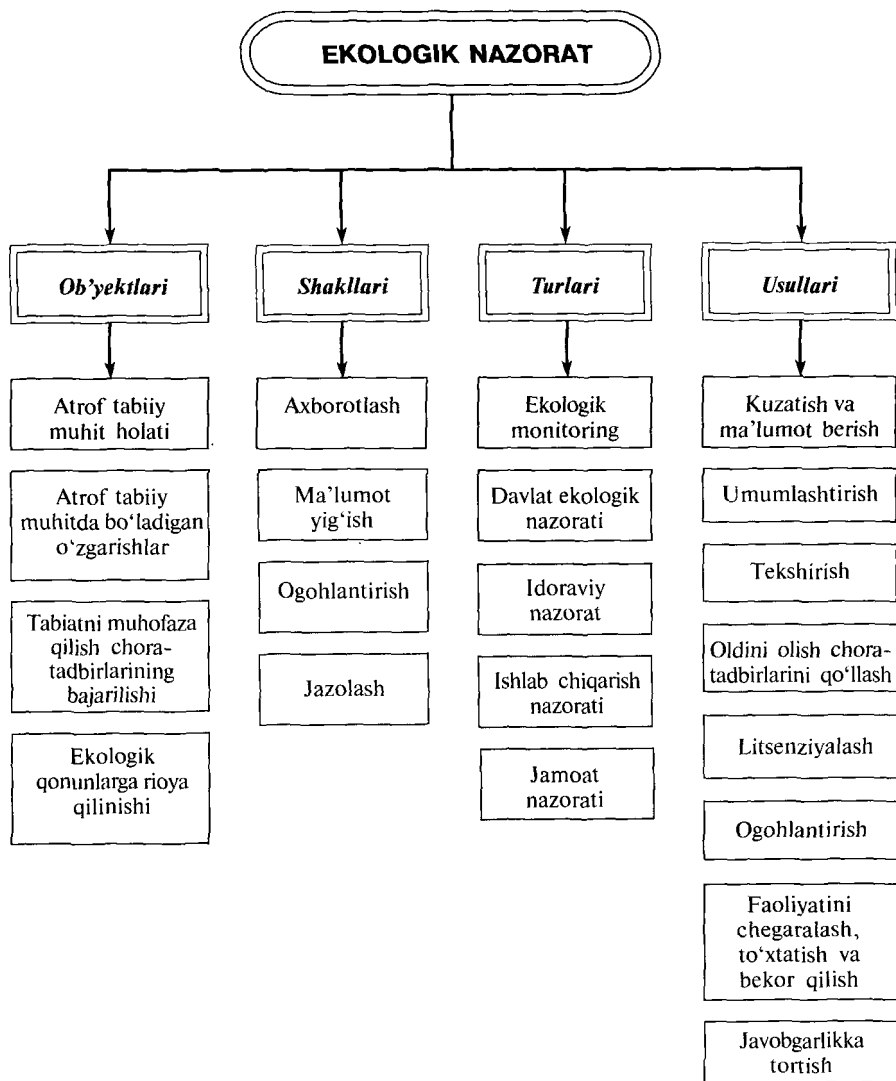 EKOLOGIK NAZORAT
Ob’yektlari
Atrof tabiiy
muhit holati
Atrof tabiiy
muhitda bo‘ladigan
o‘zgarishlar
Tabiatni muhofaza
qilish chora-
tadbirlarining
bajarilishi
Ekologik
qonunlarga rioya
qilinishi
Shakllari
Axborotlash
Ma’lumot
yig‘ish
Ogohlantirish
Jazolash
Turlari
Ekologik
monitoring
Davlat ekologik
nazorati
Idoraviy
nazorat
Ishlab chiqarish
nazorati
Jamoat
nazorati
Usullari
Kuzatish va
ma’lumot berish
Umumlashtirish
Tekshirish
Oldini olish chora-
tadbirlarini qo‘llash
Litsenziyalash
Ogohlantirish
Faoliyatini
chegaralash,
to‘xtatish va
bekor qilish
Javobgarlikka
tortish